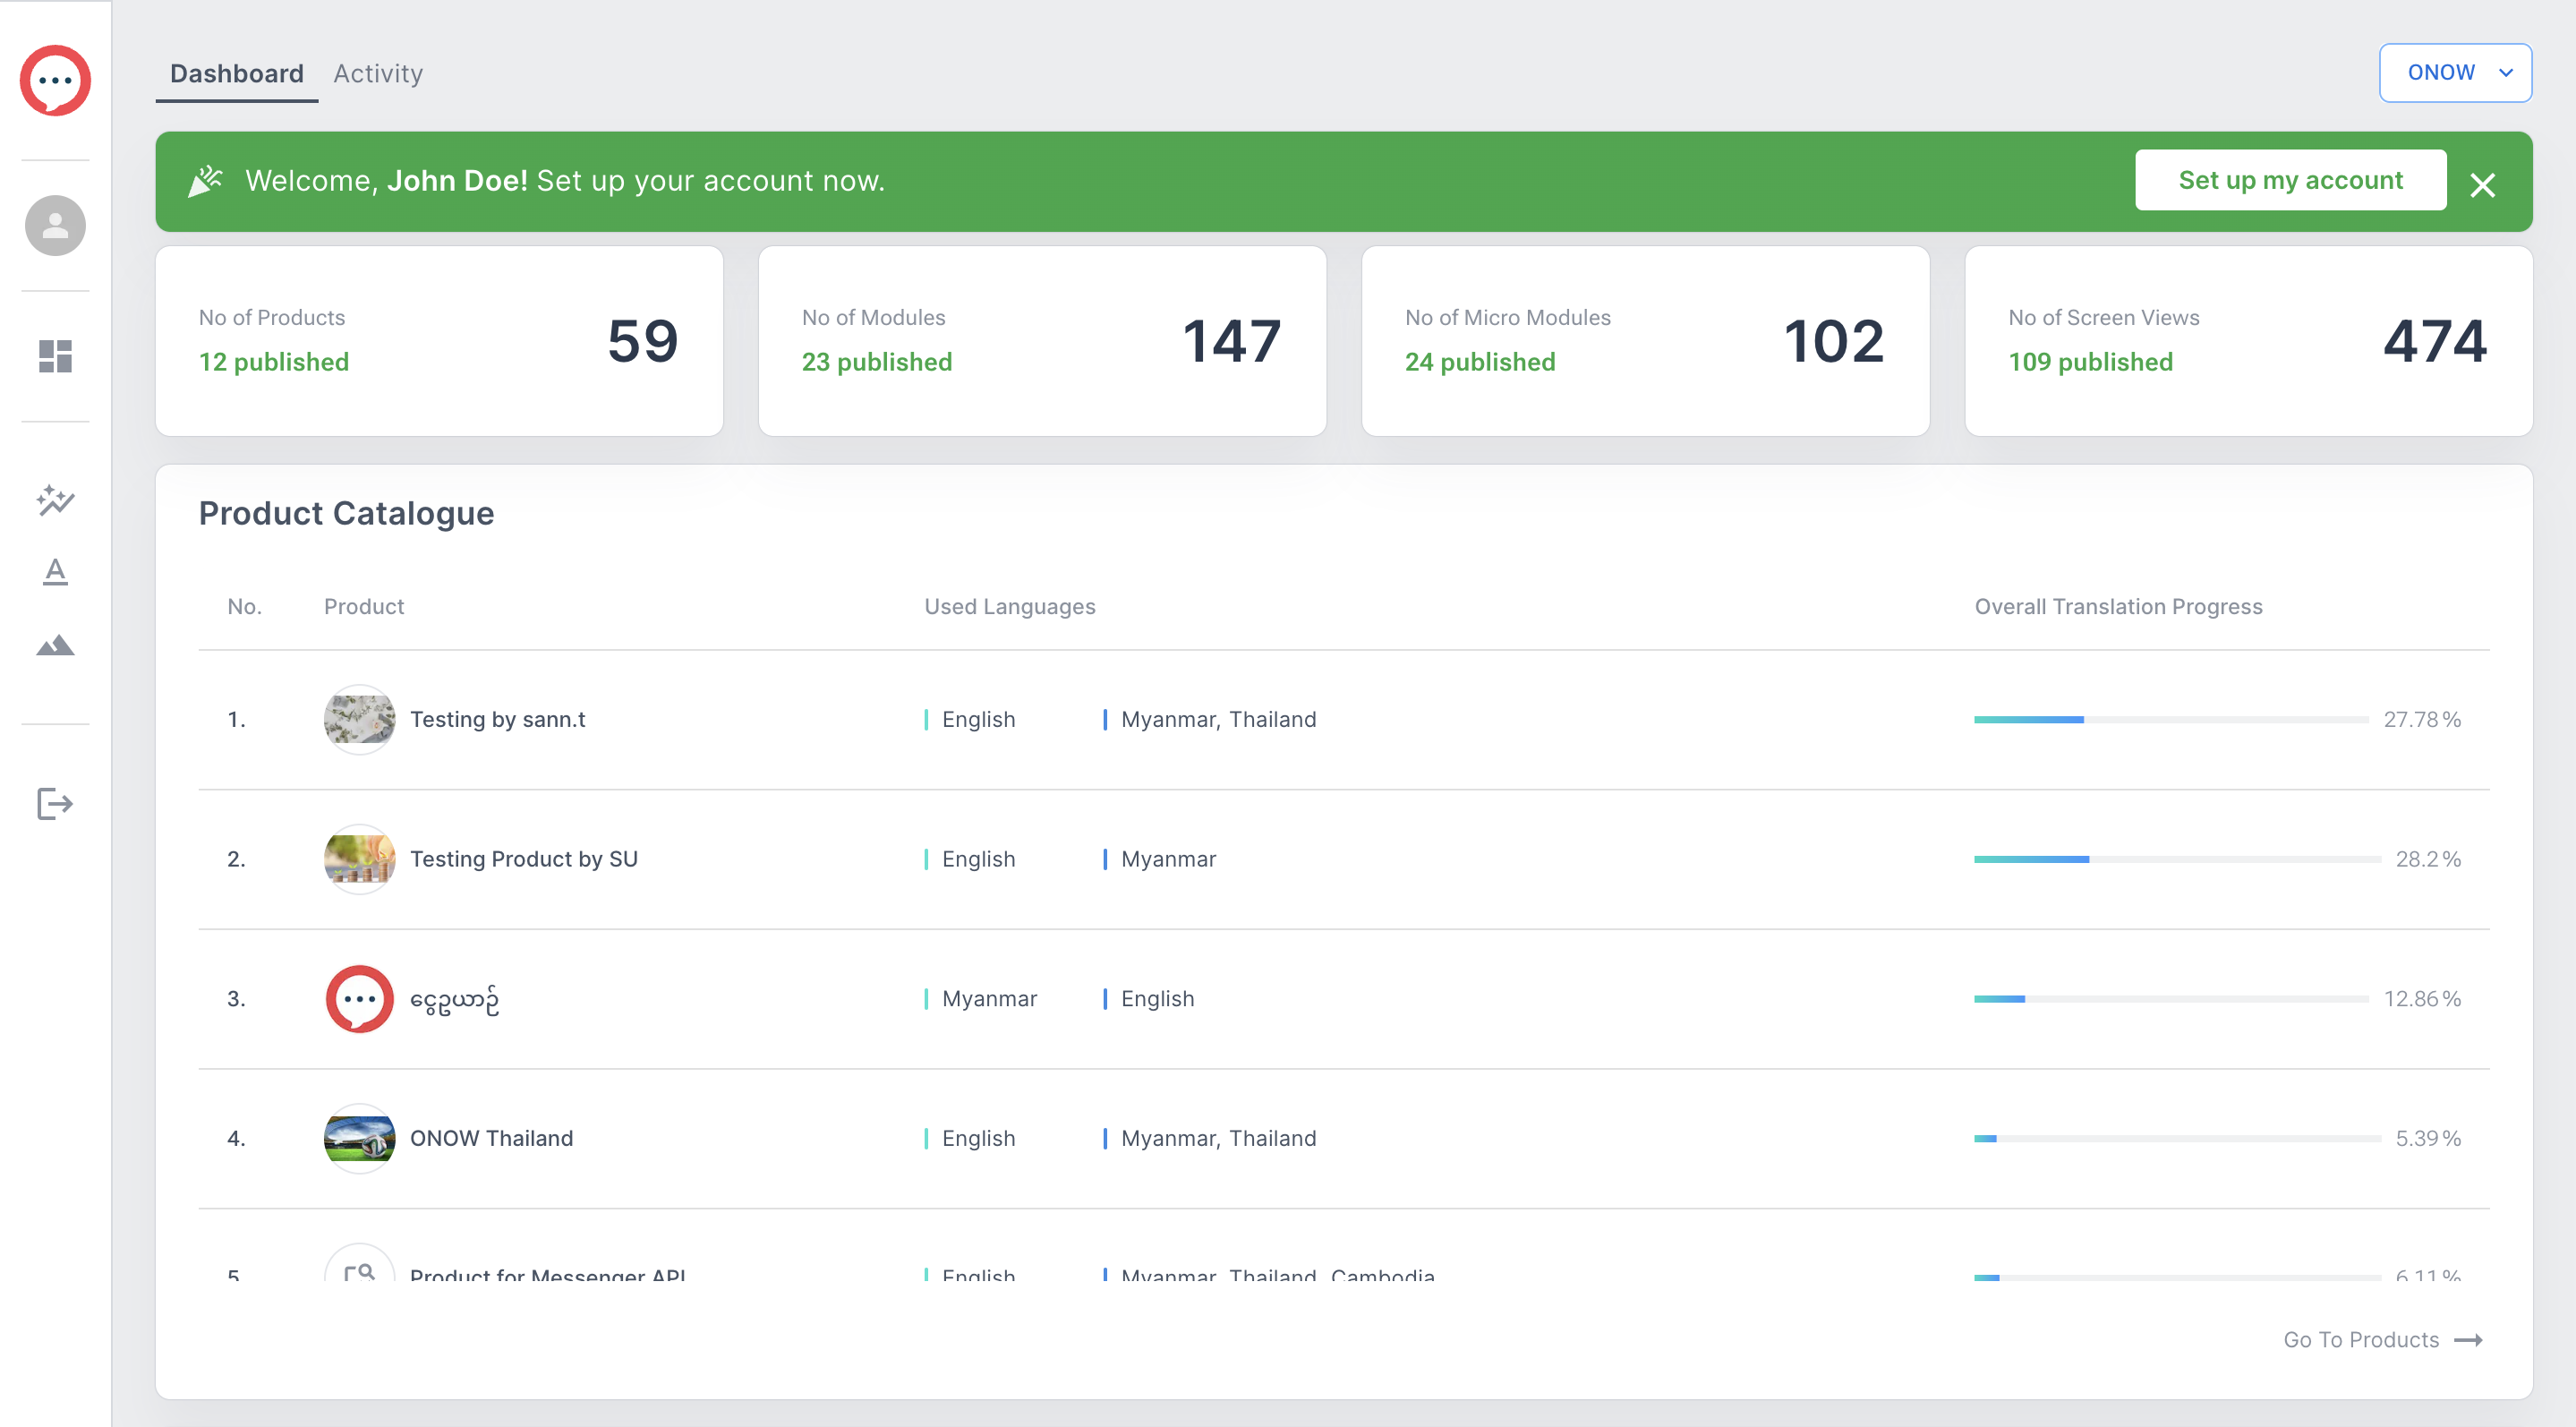 Dashboard Activity ONOW
Welcome, John Doe! Set up your account now. Set up my account
No of Products
12 published
59
No of Modules
23 published
147
No of Micro Modules
24 published
102
No of Screen Views
109 published
474
Product Catalogue
No. Product Used Languages Overall Translation Progress
1. Testing by sann.t English Myanmar, Thailand 27.78%
2. Testing Product by SU English Myanmar 28.2%
3. ငွေဥယာဉ် Myanmar English 12.86%
4. ONOW Thailand English Myanmar, Thailand 5.39%
5. Product for Messenger API English Myanmar, Thailand, Cambodia 6.11%
Go To Products
A